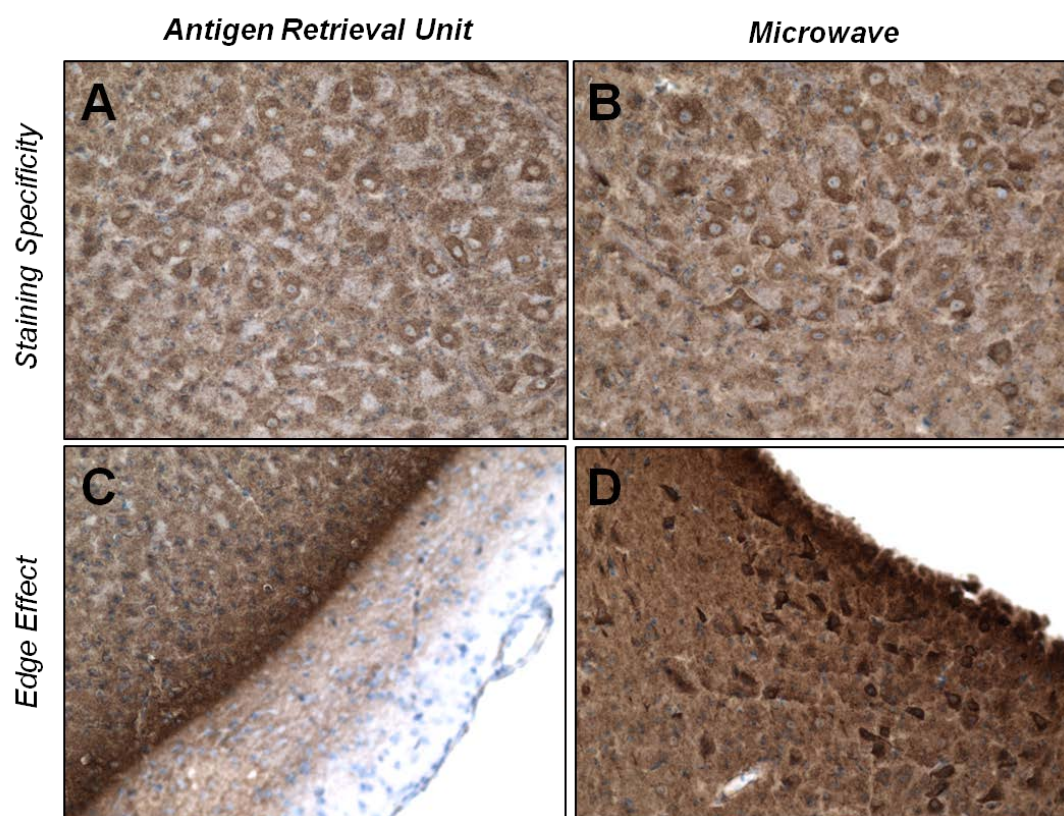 Antigen Retrieval Unit
Microwave
Staining Specificity
A
B
Edge Effect
C
D